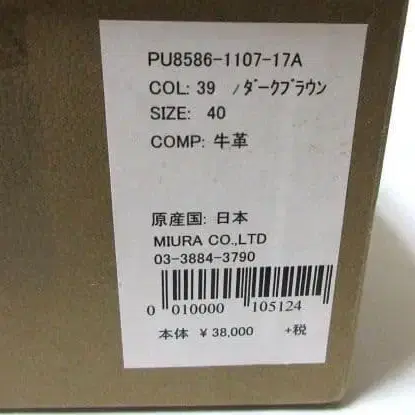 PU8586-1107-17A
COL: 39 /ﾀﾞｰｸﾌﾞﾗｳﾝ
SIZE: 40
COMP: 牛革
原産国: 日本
MIURA CO.,LTD
03-3884-3790
0 010000 105124
本体 ¥ 38,000 +税